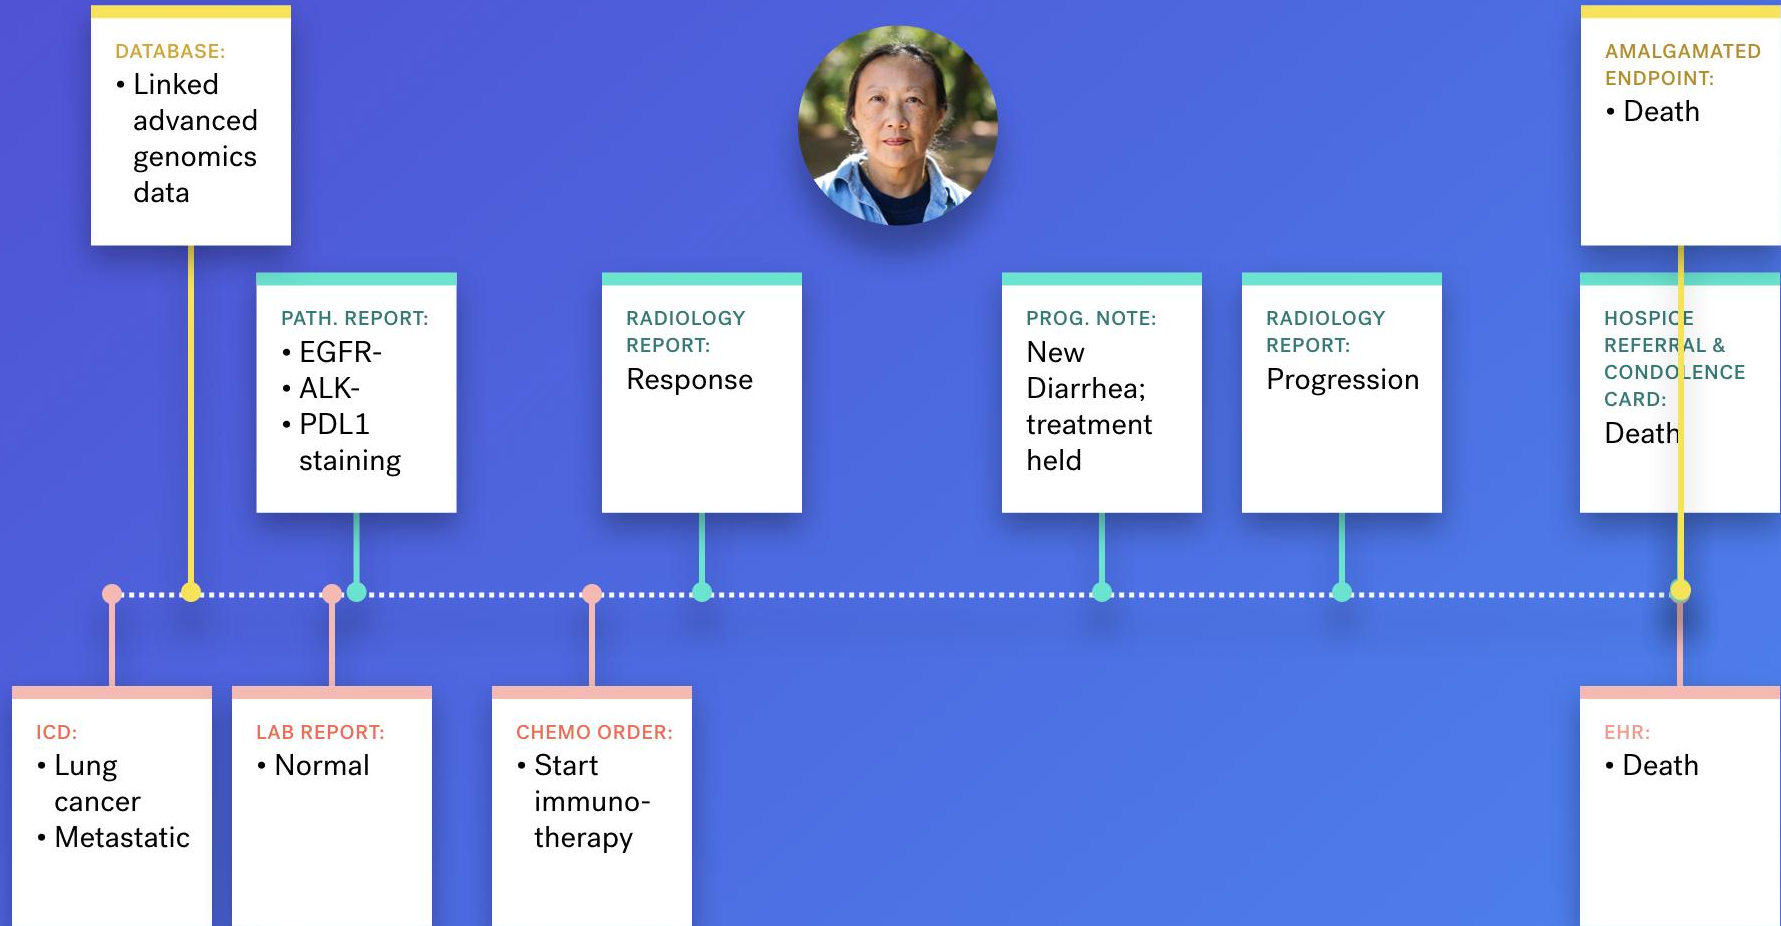 DATABASE:
• Linked
advanced
genomics
data
AMALGAMATED
ENDPOINT:
• Death
PATH. REPORT:
• EGFR-
• ALK-
• PDL1
staining
RADIOLOGY
REPORT:
Response
PROG. NOTE:
New
Diarrhea;
treatment
held
RADIOLOGY
REPORT:
Progression
HOSPICE
REFERRAL &
CONDOLENCE
CARD:
Death
ICD:
• Lung
cancer
• Metastatic
LAB REPORT:
• Normal
CHEMO ORDER:
• Start
immuno-
therapy
EHR:
• Death